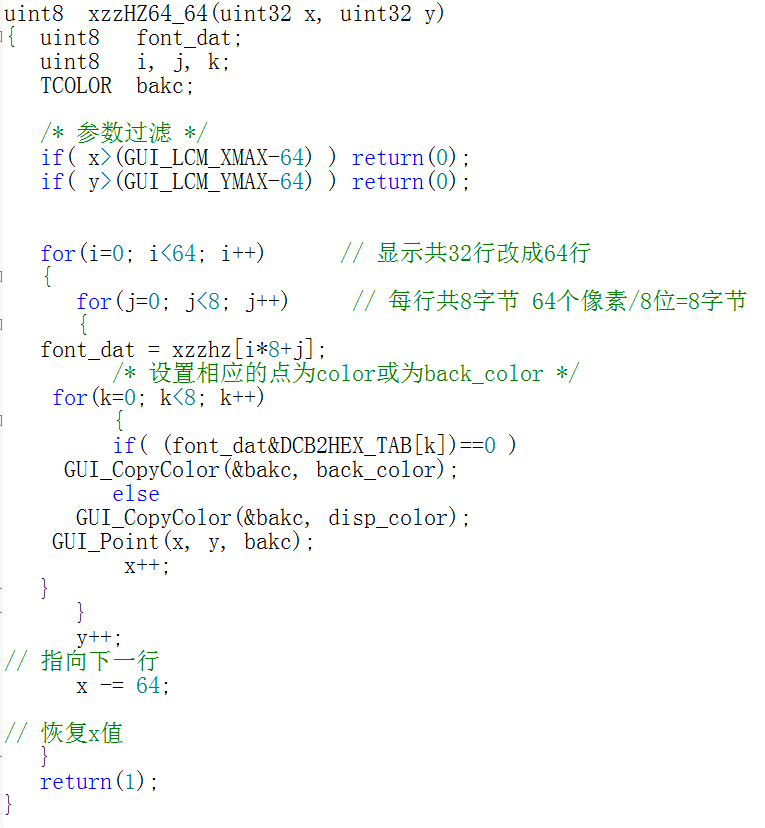 uint8  xzzHZ64_64(uint32 x, uint32 y)
{  uint8   font_dat;
   uint8   i, j, k;
   TCOLOR  bakc;
   /* 参数过滤 */
   if( x>(GUI_LCM_XMAX-64) ) return(0);
   if( y>(GUI_LCM_YMAX-64) ) return(0);
   for(i=0; i<64; i++)      // 显示共32行改成64行
   {
      for(j=0; j<8; j++)     // 每行共8字节 64个像素/8位=8字节
      {
   font_dat = xzzhz[i*8+j];
         /* 设置相应的点为color或为back_color */
    for(k=0; k<8; k++)
         {
         if( (font_dat&DCB2HEX_TAB[k])==0 )
     GUI_CopyColor(&bakc, back_color);
         else
      GUI_CopyColor(&bakc, disp_color);
    GUI_Point(x, y, bakc);
          x++;
   }
      }
      y++;
// 指向下一行
      x -= 64;
// 恢复x值
   }
   return(1);
}